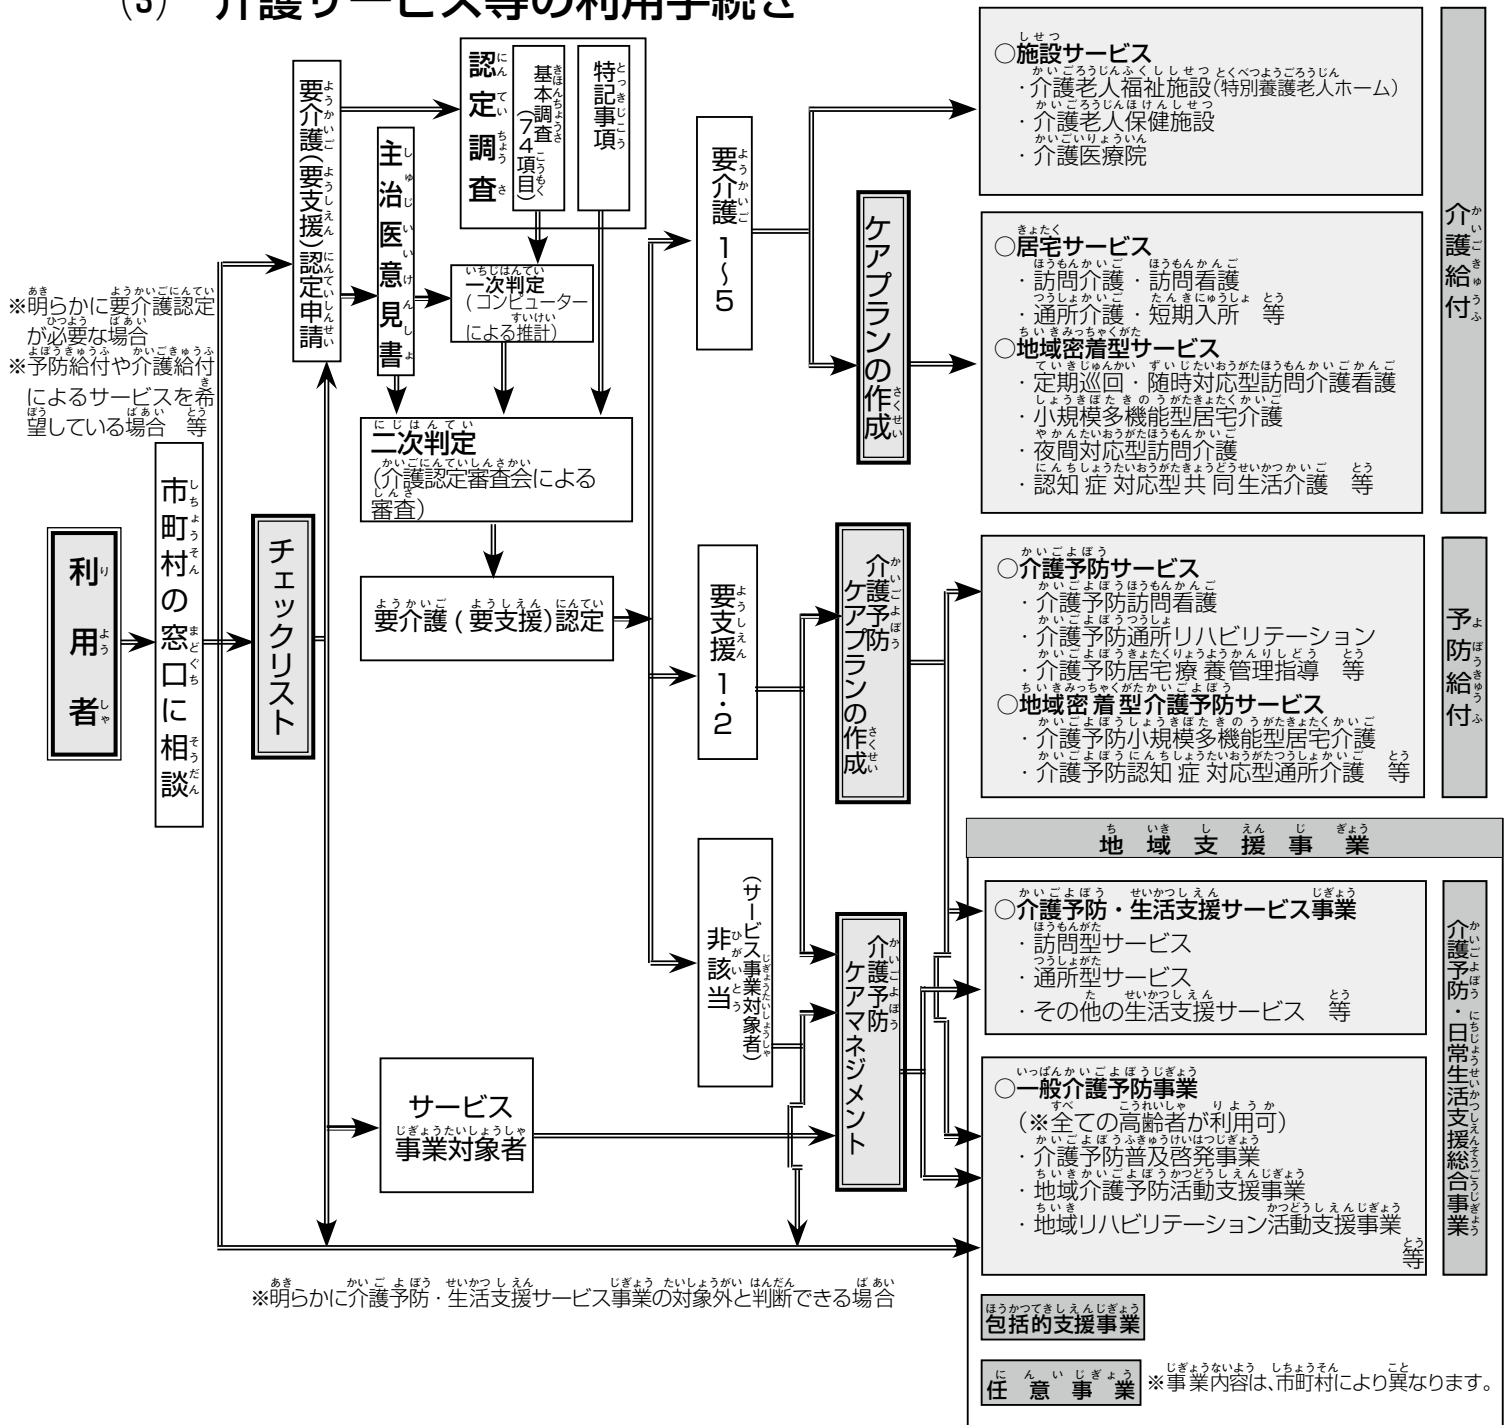 (3) 介護サービス等の利用手続き
利用者
市町村の窓口に相談
チェックリスト
※明らかに要介護認定
が必要な場合
※予防給付や介護給付
によるサービスを希
望している場合 等
要介護(要支援)認定申請
主治医意見書
認定調査
基本調査
(74項目)
特記事項
一次判定
(コンピューター
による推計)
二次判定
(介護認定審査会による
審査)
要介護(要支援)認定
要介護1~5
要支援1・2
非該当
(サービス事業対象者)
サービス
事業対象者
ケアプランの作成
介護予防
ケアプランの作成
介護予防
ケアマネジメント
○施設サービス
・介護老人福祉施設(特別養護老人ホーム)
・介護老人保健施設
・介護医療院
○居宅サービス
・訪問介護・訪問看護
・通所介護・短期入所 等
○地域密着型サービス
・定期巡回・随時対応型訪問介護看護
・小規模多機能型居宅介護
・夜間対応型訪問介護
・認知症対応型共同生活介護 等
介護給付
○介護予防サービス
・介護予防訪問看護
・介護予防通所リハビリテーション
・介護予防居宅療養管理指導 等
○地域密着型介護予防サービス
・介護予防小規模多機能型居宅介護
・介護予防認知症対応型通所介護 等
予防給付
地域支援事業
○介護予防・生活支援サービス事業
・訪問型サービス
・通所型サービス
・その他の生活支援サービス 等
○一般介護予防事業
(※全ての高齢者が利用可)
・介護予防普及啓発事業
・地域介護予防活動支援事業
・地域リハビリテーション活動支援事業
等
介護予防・日常生活支援総合事業
※明らかに介護予防・生活支援サービス事業の対象外と判断できる場合
包括的支援事業
任意事業
※事業内容は、市町村により異なります。